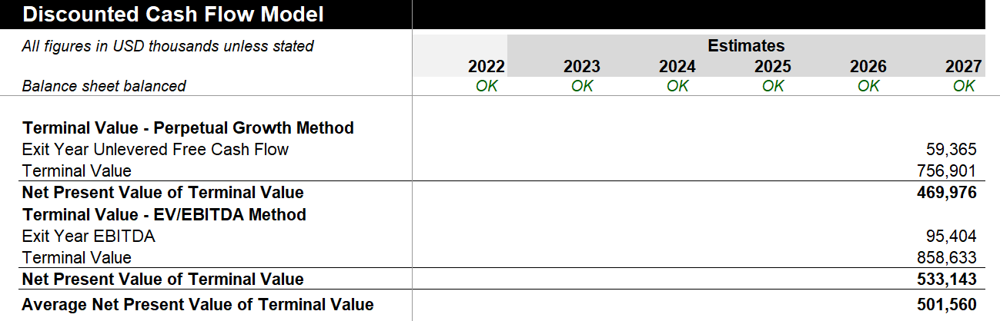 Discounted Cash Flow Model
All figures in USD thousands unless stated Estimates
2022 2023 2024 2025 2026 2027
Balance sheet balanced OK OK OK OK OK OK
Terminal Value - Perpetual Growth Method
Exit Year Unlevered Free Cash Flow 59,365
Terminal Value 756,901
Net Present Value of Terminal Value 469,976
Terminal Value - EV/EBITDA Method
Exit Year EBITDA 95,404
Terminal Value 858,633
Net Present Value of Terminal Value 533,143
Average Net Present Value of Terminal Value 501,560